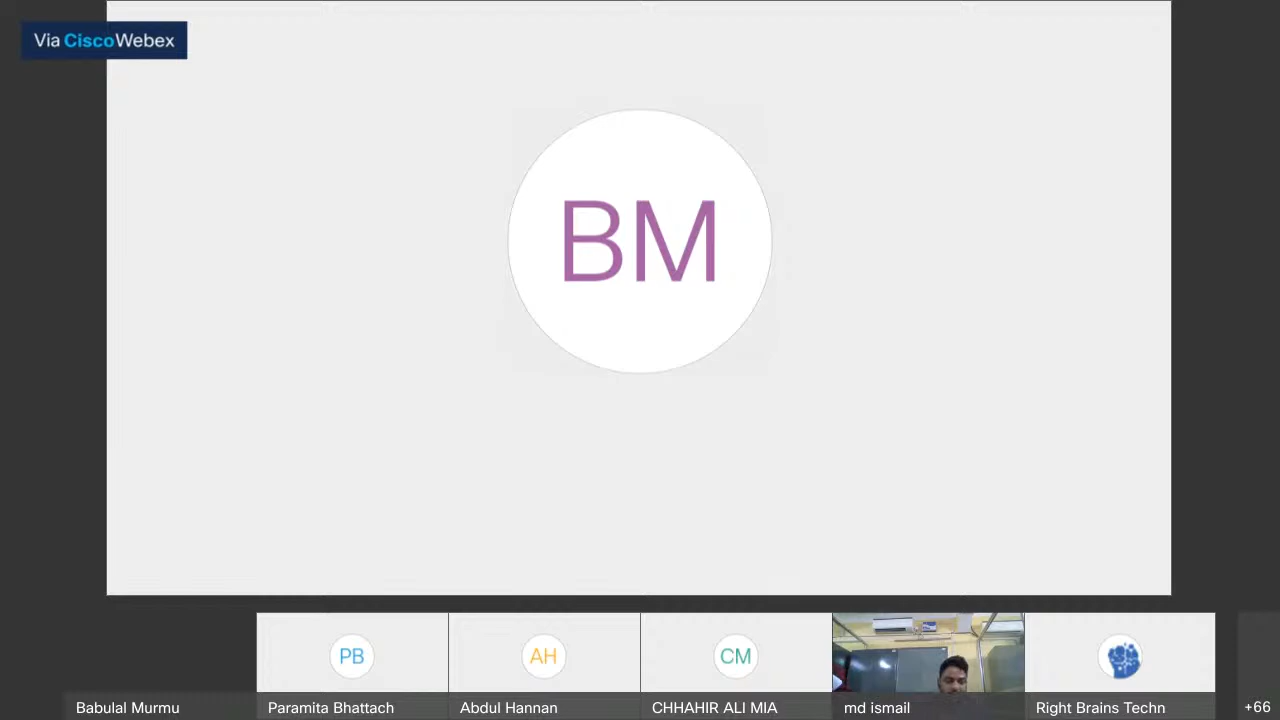 Via CiscoWebex
BM
PB
AH
CM
Babulal Murmu
Paramita Bhattach
Abdul Hannan
CHHAHIR ALI MIA
md ismail
Right Brains Techn
+66